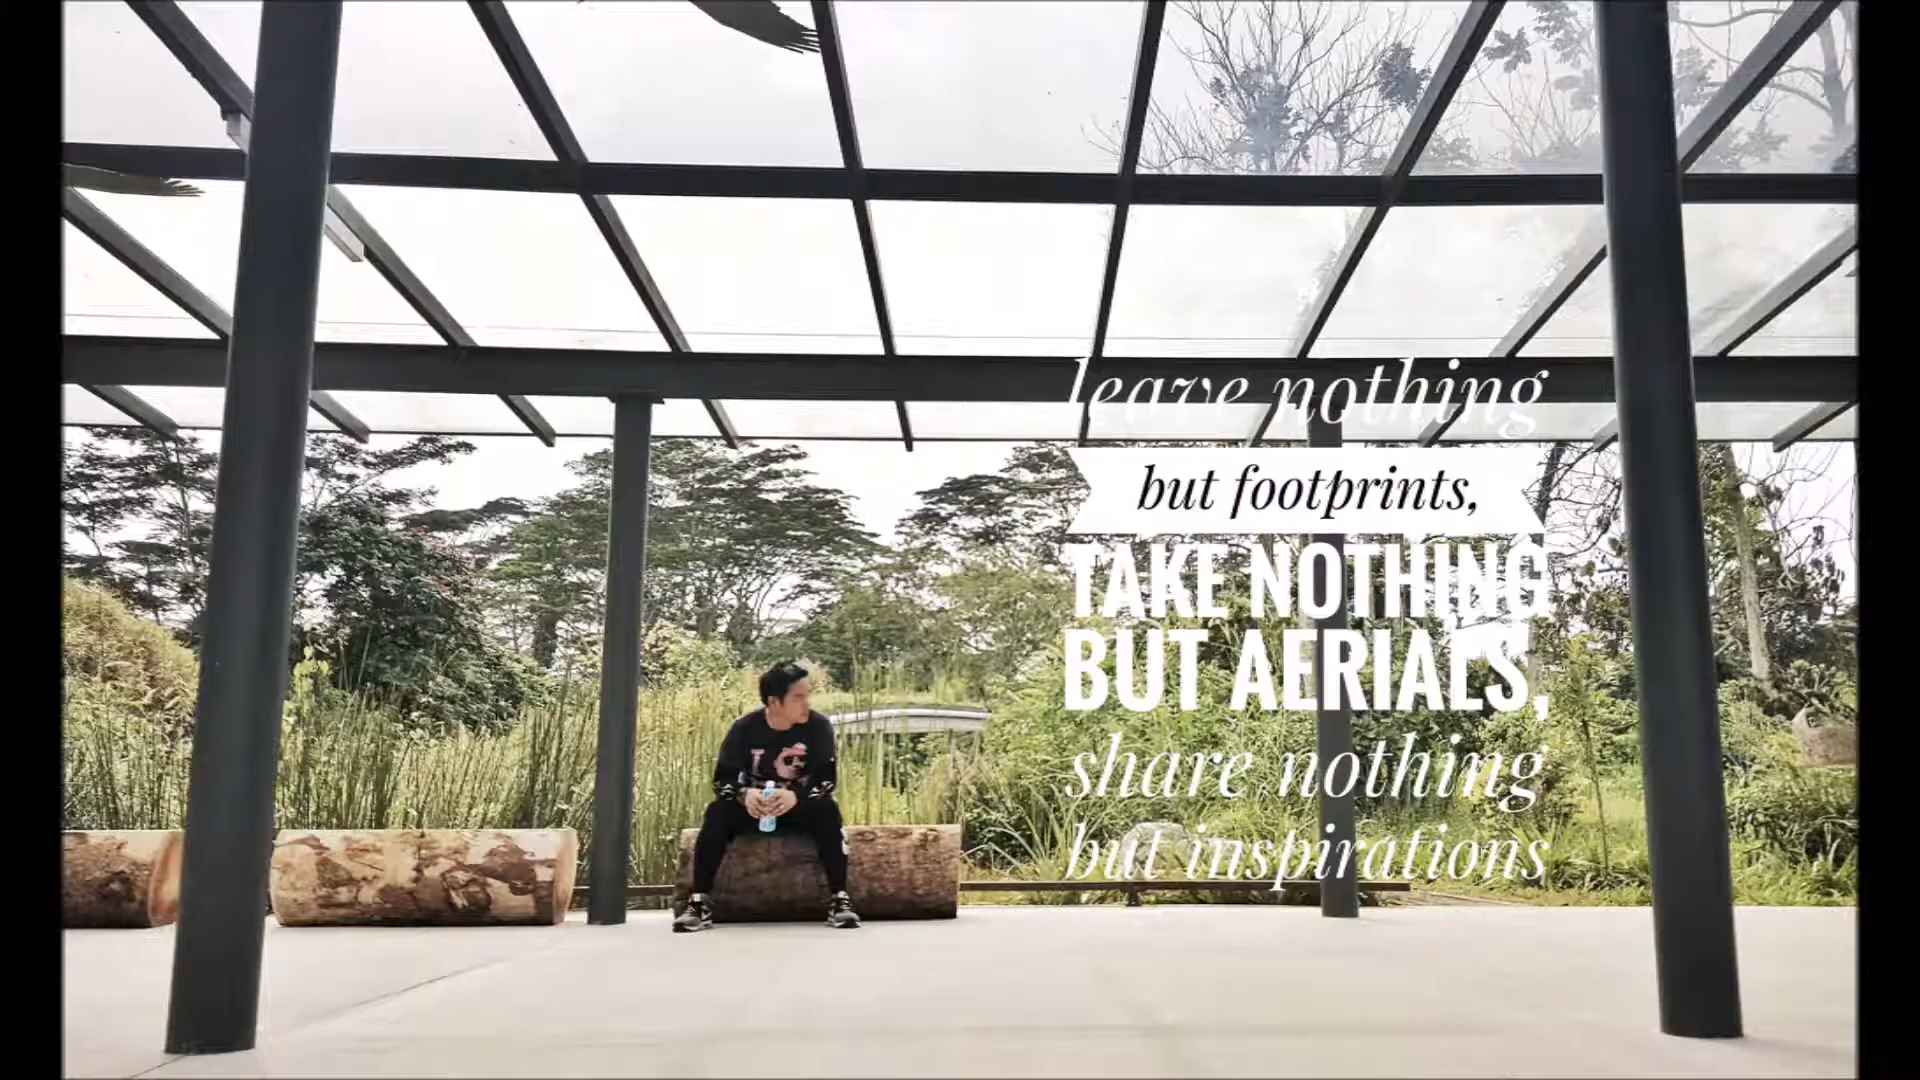 leave nothing
but footprints,
TAKE NOTHING
BUT AERIALS,
share nothing
but inspirations